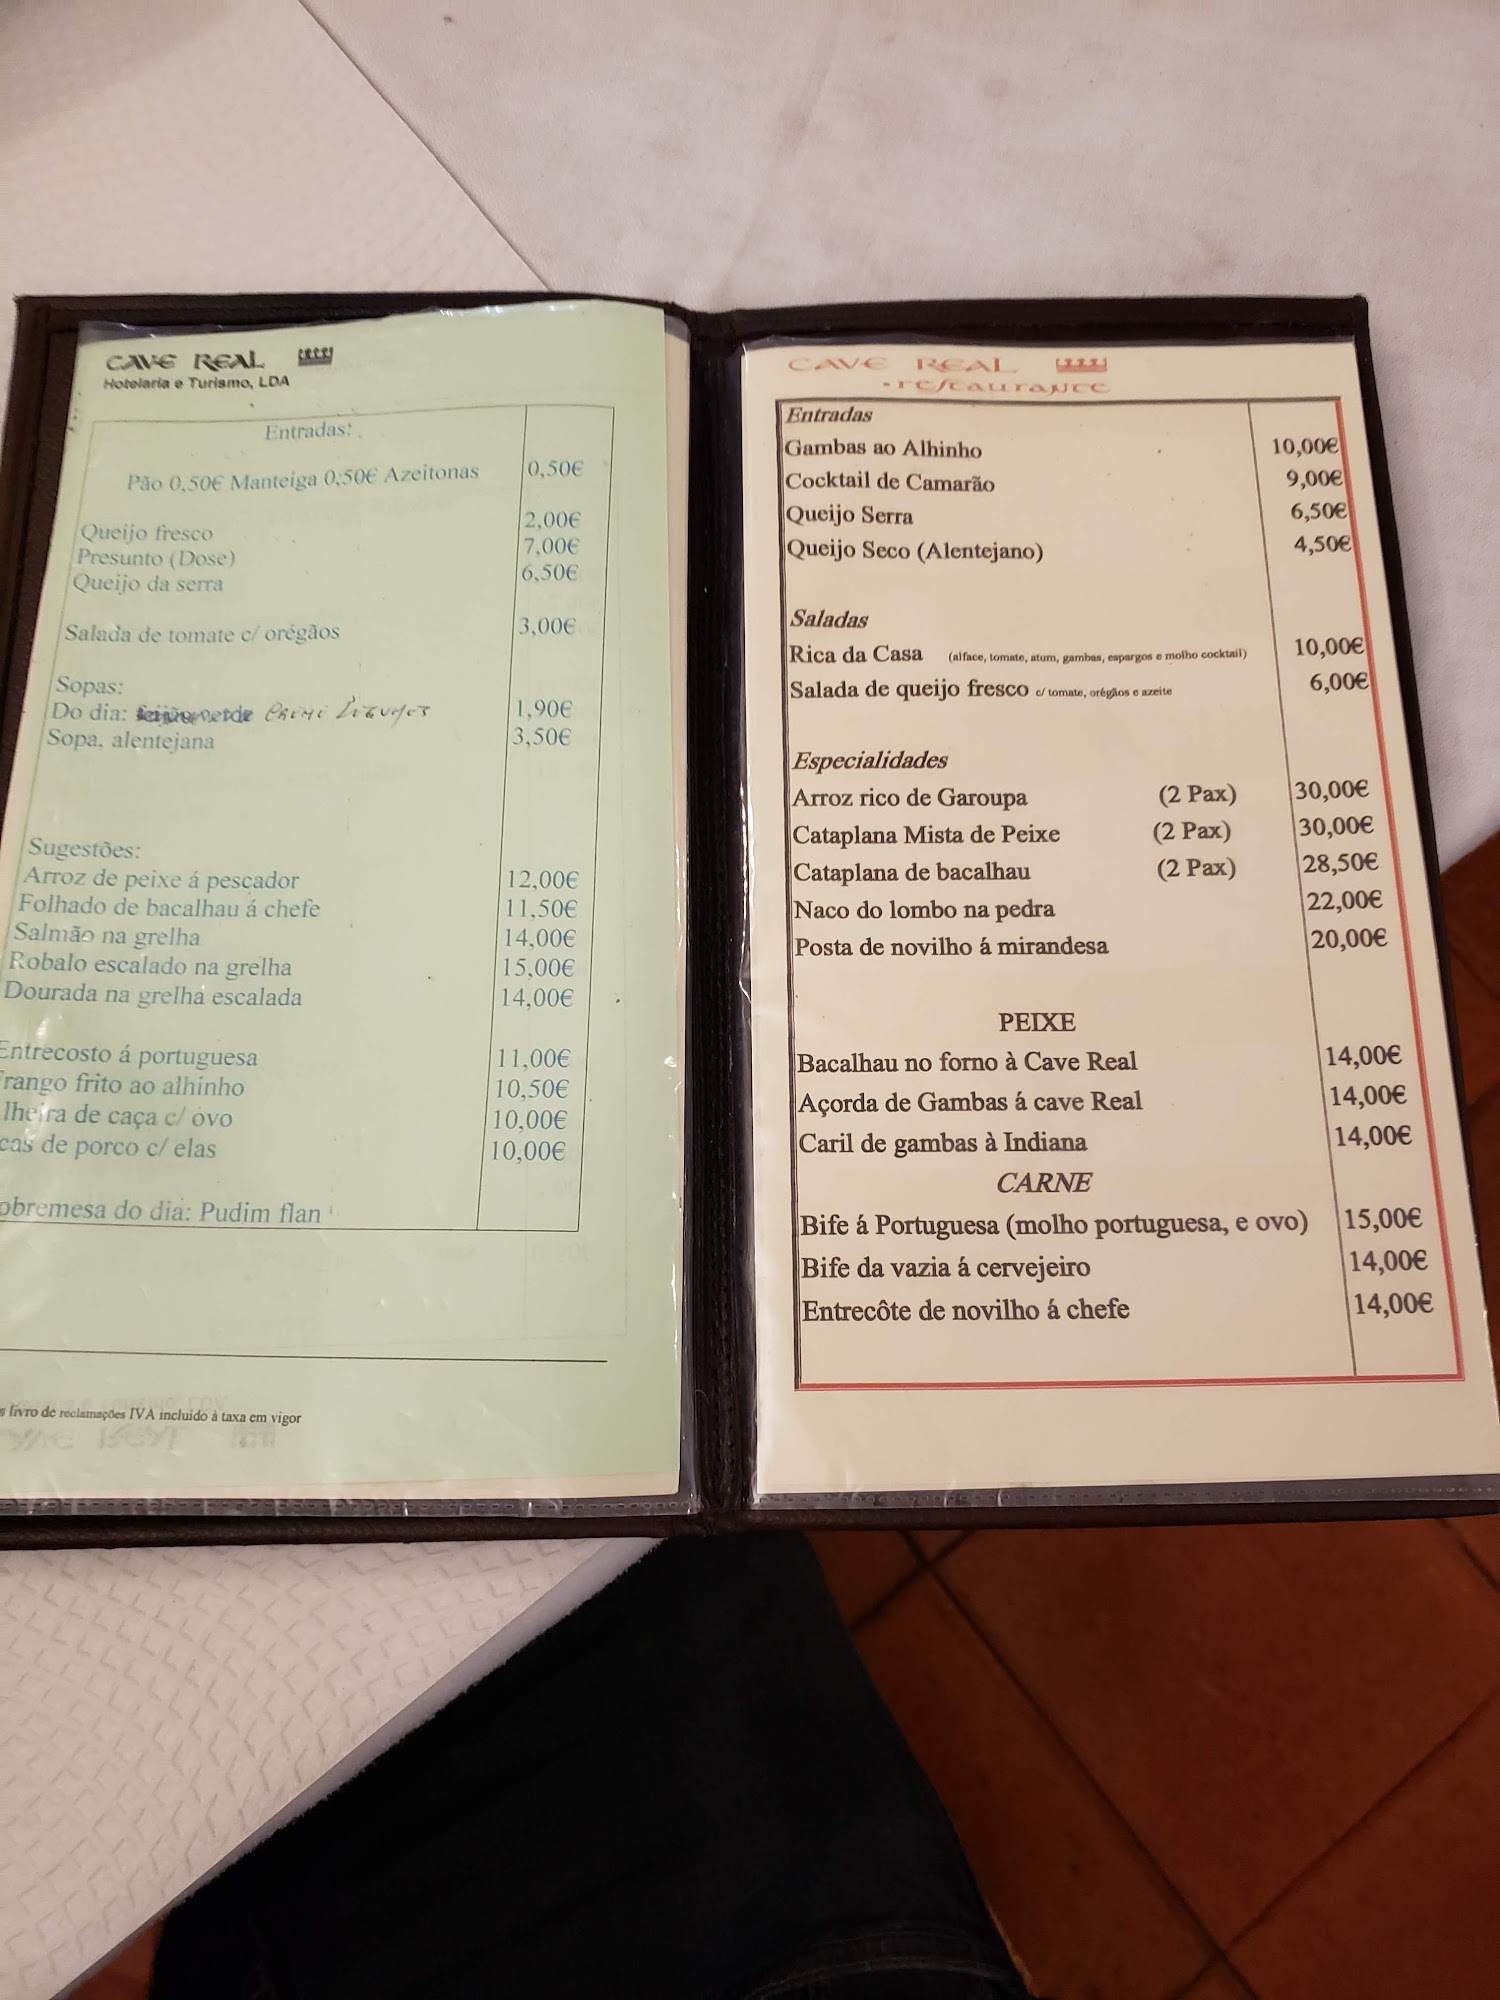 CAVE REAL
Hotelaria e Turismo, LDA
Entradas:
Pão 0,50€ Manteiga 0,50€ Azeitonas 0,50€
Queijo fresco 2,00€
Presunto (Dose) 7,00€
Queijo da serra 6,50€
Salada de tomate c/ orégãos 3,00€
Sopas:
Do dia: 1,90€
Sopa, alentejana 3,50€
Sugestões:
Arroz de peixe á pescador 12,00€
Folhado de bacalhau á chefe 11,50€
Salmão na grelha 14,00€
Robalo escalado na grelha 15,00€
Dourada na grelha escalada 14,00€
Entrecosto á portuguesa 11,00€
rango frito ao alhinho 10,50€
lheira de caça c/ ovo 10,00€
cas de porco c/ elas 10,00€
obremesa do dia: Pudim flan
s livro de reclamações IVA incluido à taxa em vigor
CAVE REAL
restaurante
Entradas
Gambas ao Alhinho 10,00€
Cocktail de Camarão 9,00€
Queijo Serra 6,50€
Queijo Seco (Alentejano) 4,50€
Saladas
Rica da Casa (alface, tomate, atum, gambas, espargos e molho cocktail) 10,00€
Salada de queijo fresco c/ tomate, orégãos e azeite 6,00€
Especialidades
Arroz rico de Garoupa (2 Pax) 30,00€
Cataplana Mista de Peixe (2 Pax) 30,00€
Cataplana de bacalhau (2 Pax) 28,50€
Naco do lombo na pedra 22,00€
Posta de novilho á mirandesa 20,00€
PEIXE
Bacalhau no forno à Cave Real 14,00€
Açorda de Gambas á cave Real 14,00€
Caril de gambas à Indiana 14,00€
CARNE
Bife á Portuguesa (molho portuguesa, e ovo) 15,00€
Bife da vazia á cervejeiro 14,00€
Entrecôte de novilho á chefe 14,00€